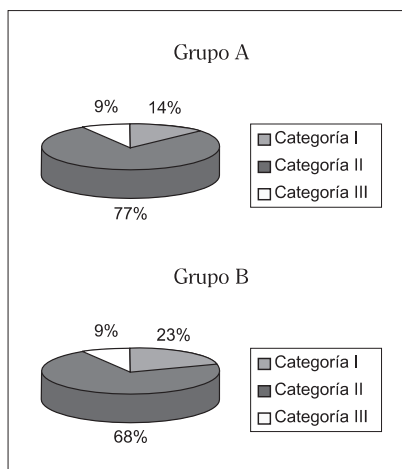 Grupo A
9% 14%
Categoría I
Categoría II
Categoría III
77%
Grupo B
9% 23%
Categoría I
Categoría II
Categoría III
68%